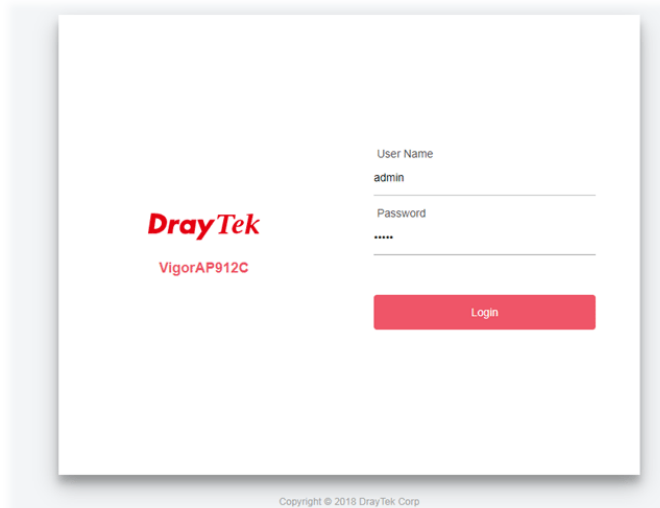 DrayTek
VigorAP912C
User Name
admin
Password
•••••
Login
Copyright © 2018 DrayTek Corp